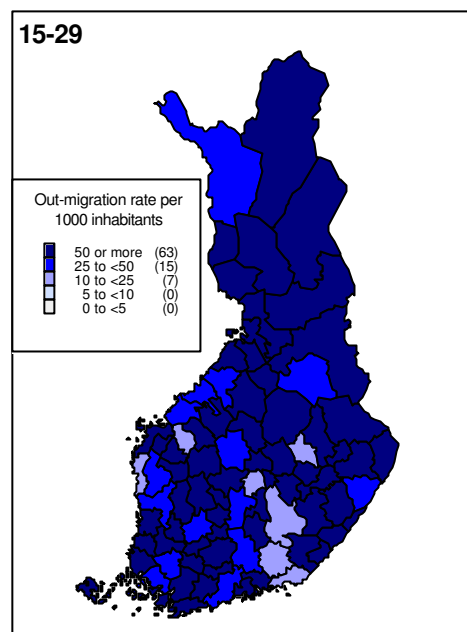 15-29
Out-migration rate per
1000 inhabitants
50 or more (63)
25 to <50 (15)
10 to <25 (7)
5 to <10 (0)
0 to <5 (0)